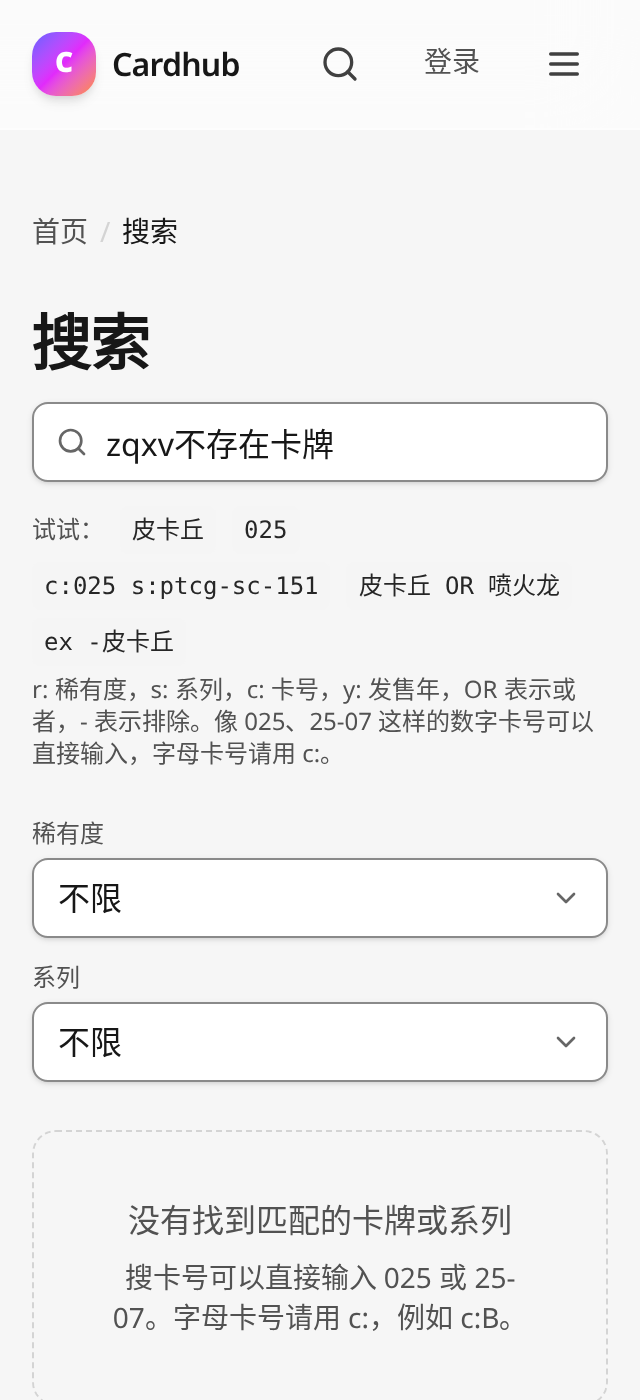 C Cardhub 登录
首页 / 搜索
搜索
zqxv不存在卡牌
试试： 皮卡丘 025
c:025 s:ptcg-sc-151 皮卡丘 OR 喷火龙
ex -皮卡丘
r: 稀有度，s: 系列，c: 卡号，y: 发售年，OR 表示或
者，- 表示排除。像 025、25-07 这样的数字卡号可以
直接输入，字母卡号请用 c:。
稀有度
不限
系列
不限
没有找到匹配的卡牌或系列
搜卡号可以直接输入 025 或 25-
07。字母卡号请用 c:，例如 c:B。